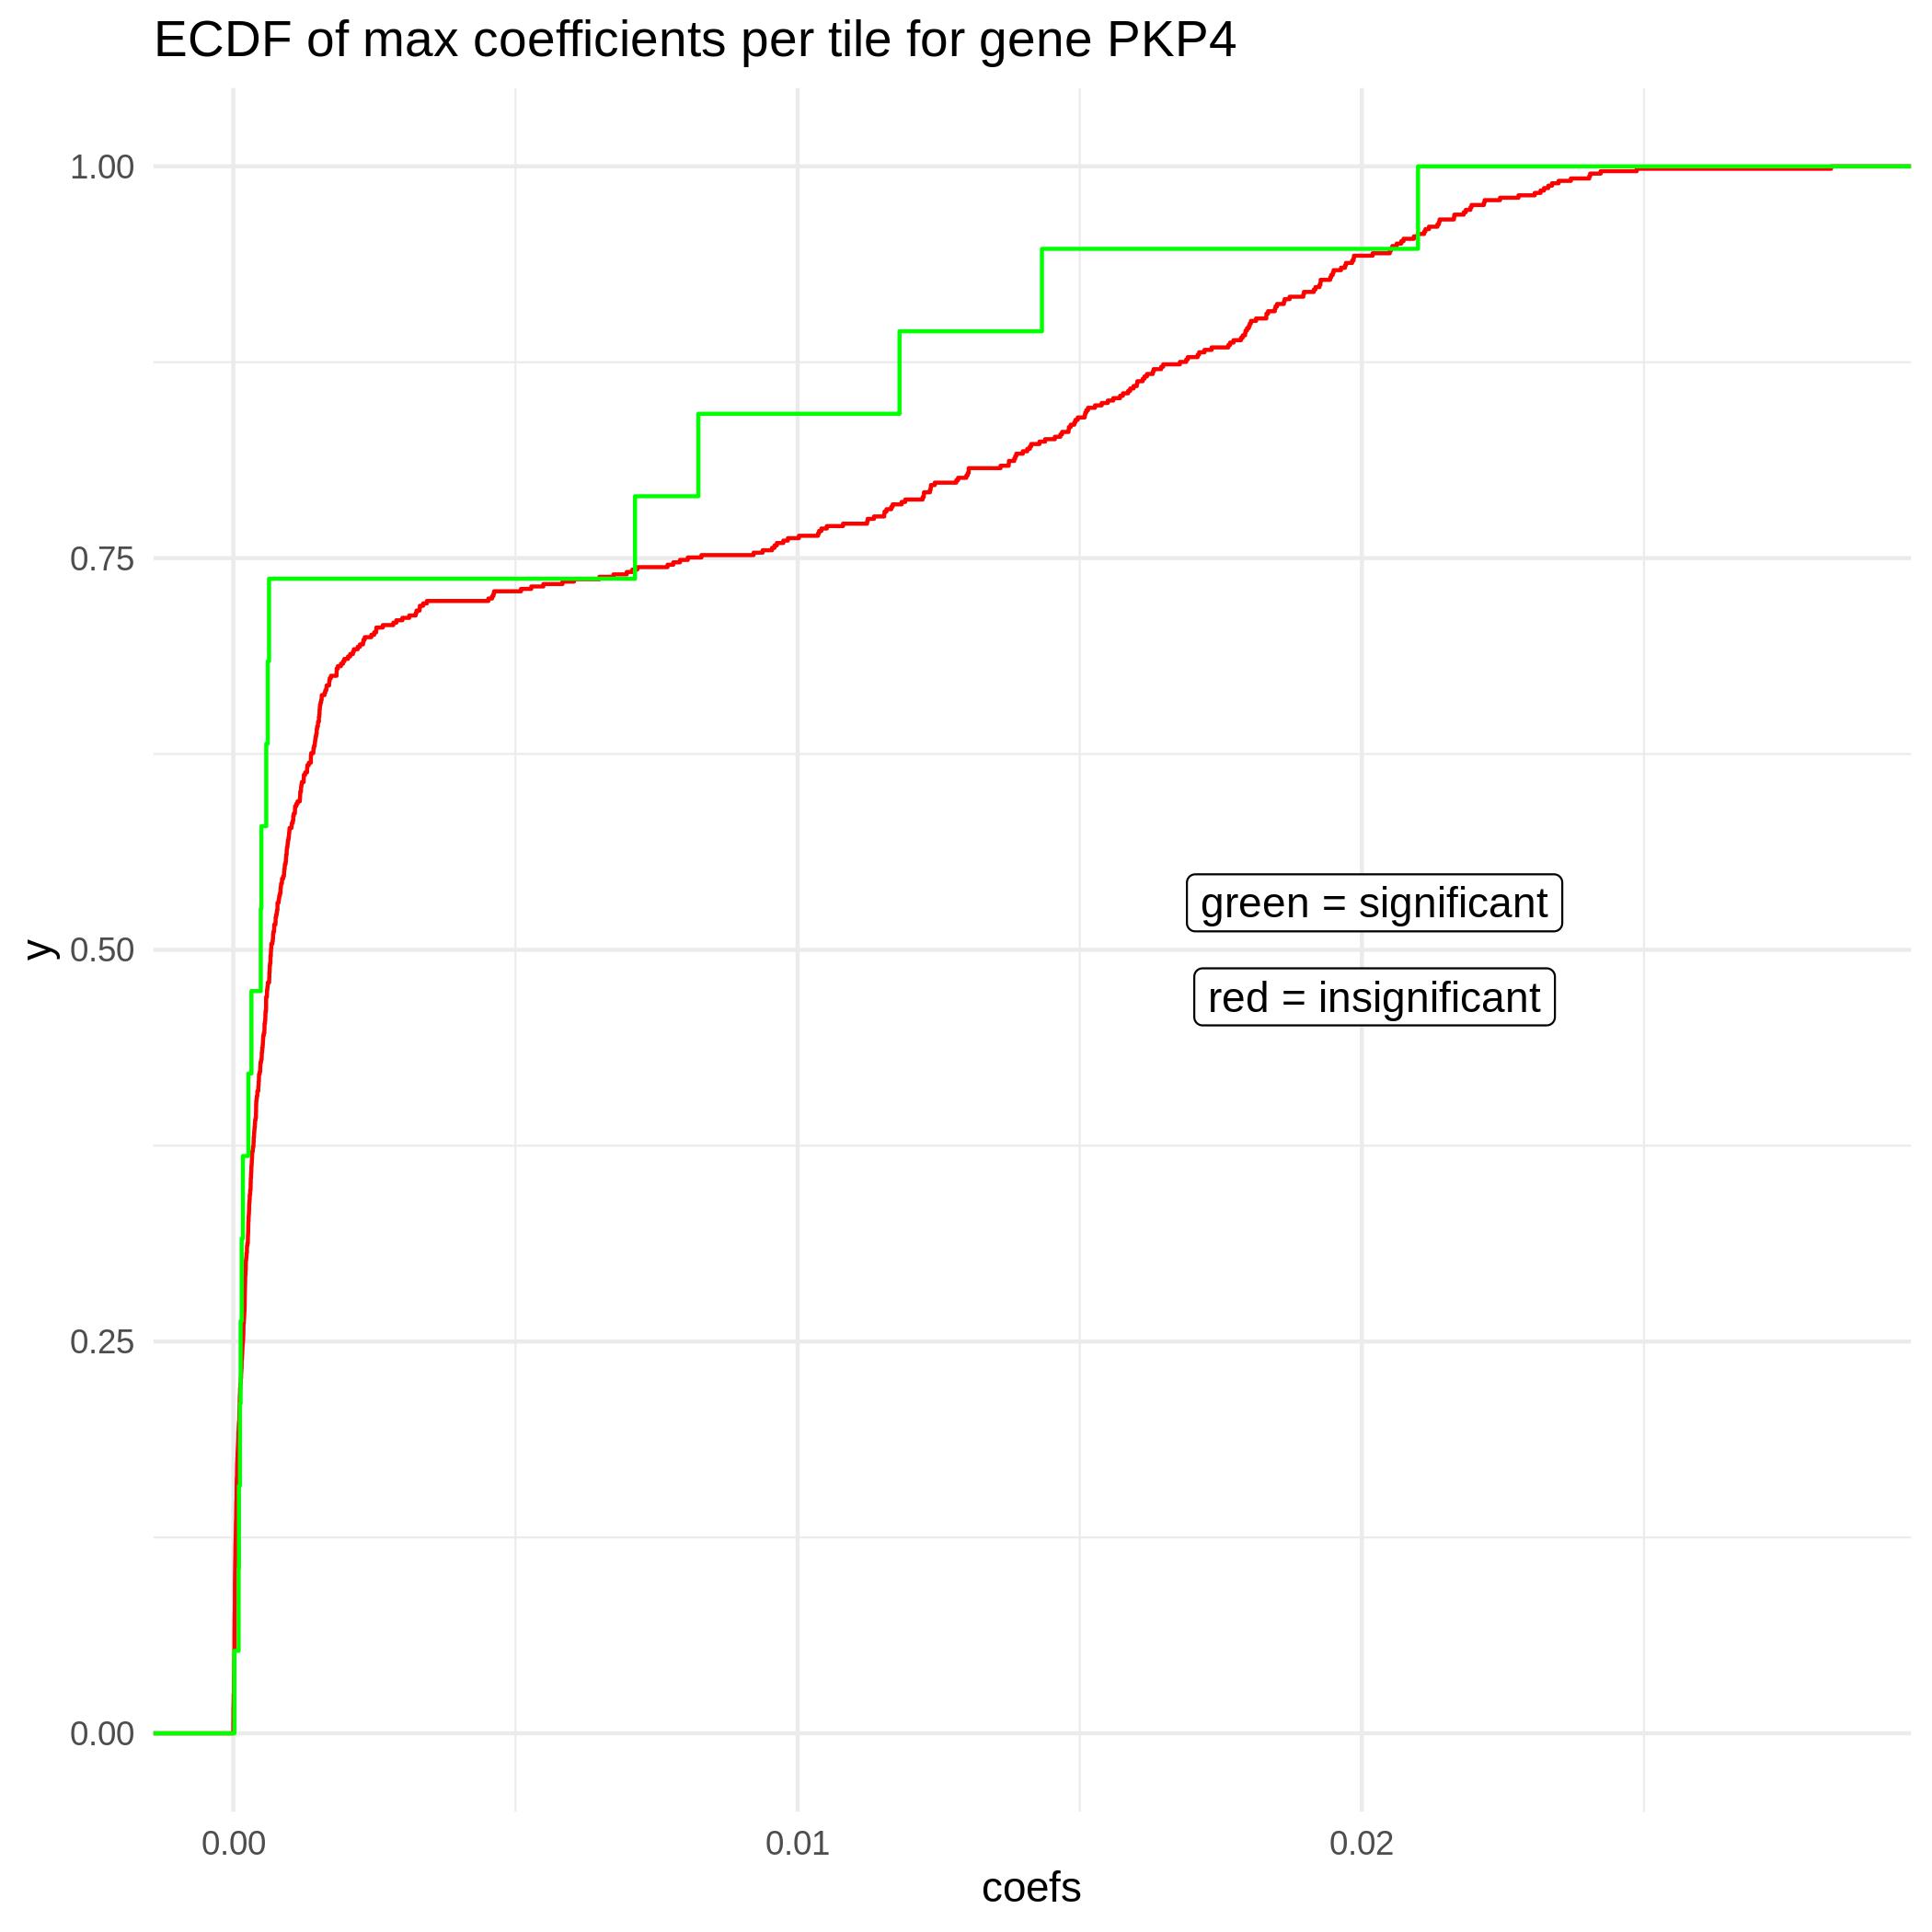 ECDF of max coefficients per tile for gene PKP4
1.00
0.75
0.50
0.25
0.00
y
green = significant
red = insignificant
0.00 0.01 0.02
coefs